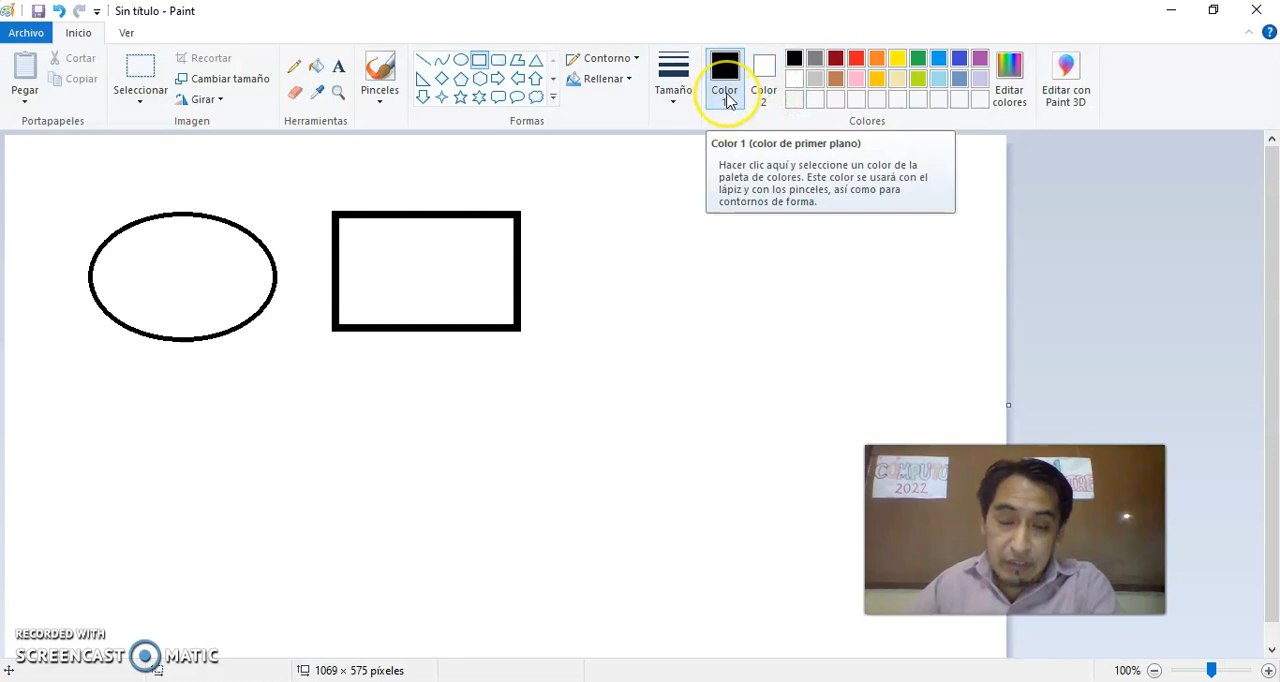 Sin título - Paint
Archivo
Inicio
Ver
Pegar
Cortar
Copiar
Portapapeles
Seleccionar
Recortar
Cambiar tamaño
Girar
Imagen
A
Herramientas
Pinceles
Formas
Contorno
Rellenar
Tamaño
Color
1
Color
2
Colores
Editar
colores
Editar con
Paint 3D
Color 1 (color de primer plano)
Hacer clic aquí y seleccione un color de la
paleta de colores. Este color se usará con el
lápiz y con los pinceles, así como para
contornos de forma.
2022
RECORDED WITH
SCREENCAST MATIC
1069 × 575 píxeles
100%